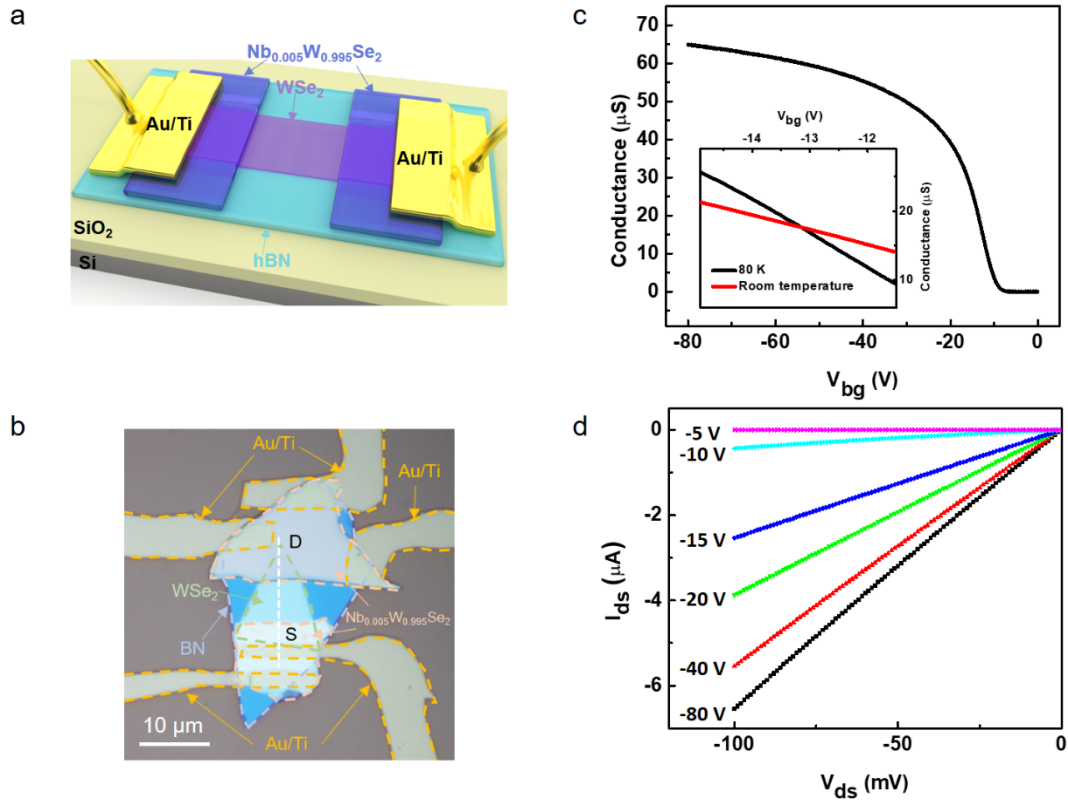 a
Nb0.005W0.995Se2
WSe2
Au/Ti
Au/Ti
SiO2
Si
hBN
b
Au/Ti
Au/Ti
Au/Ti
D
WSe2
Nb0.005W0.995Se2
S
BN
10 μm
Au/Ti
c
70
60
50
40
30
20
10
0
Conductance (μS)
-80
-60
-40
-20
0
Vbg (V)
Vbg (V)
-14
-13
-12
20
10
Conductance (μS)
80 K
Room temperature
d
0
-2
-4
-6
Ids (μA)
-5 V
-10 V
-15 V
-20 V
-40 V
-80 V
-100
-50
0
Vds (mV)